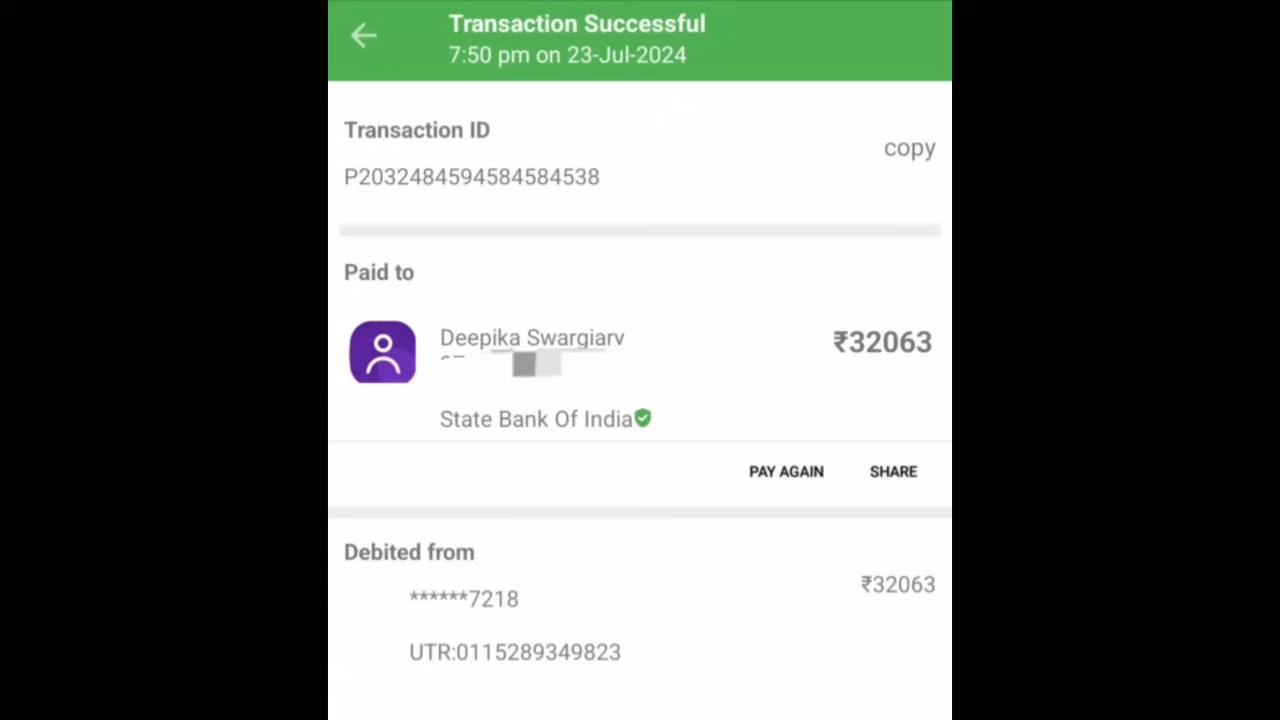 Transaction Successful
7:50 pm on 23-Jul-2024
Transaction ID
copy
P2032484594584584538
Paid to
Deepika Swargiary
₹32063
State Bank Of India
PAY AGAIN
SHARE
Debited from
₹32063
******7218
UTR:0115289349823